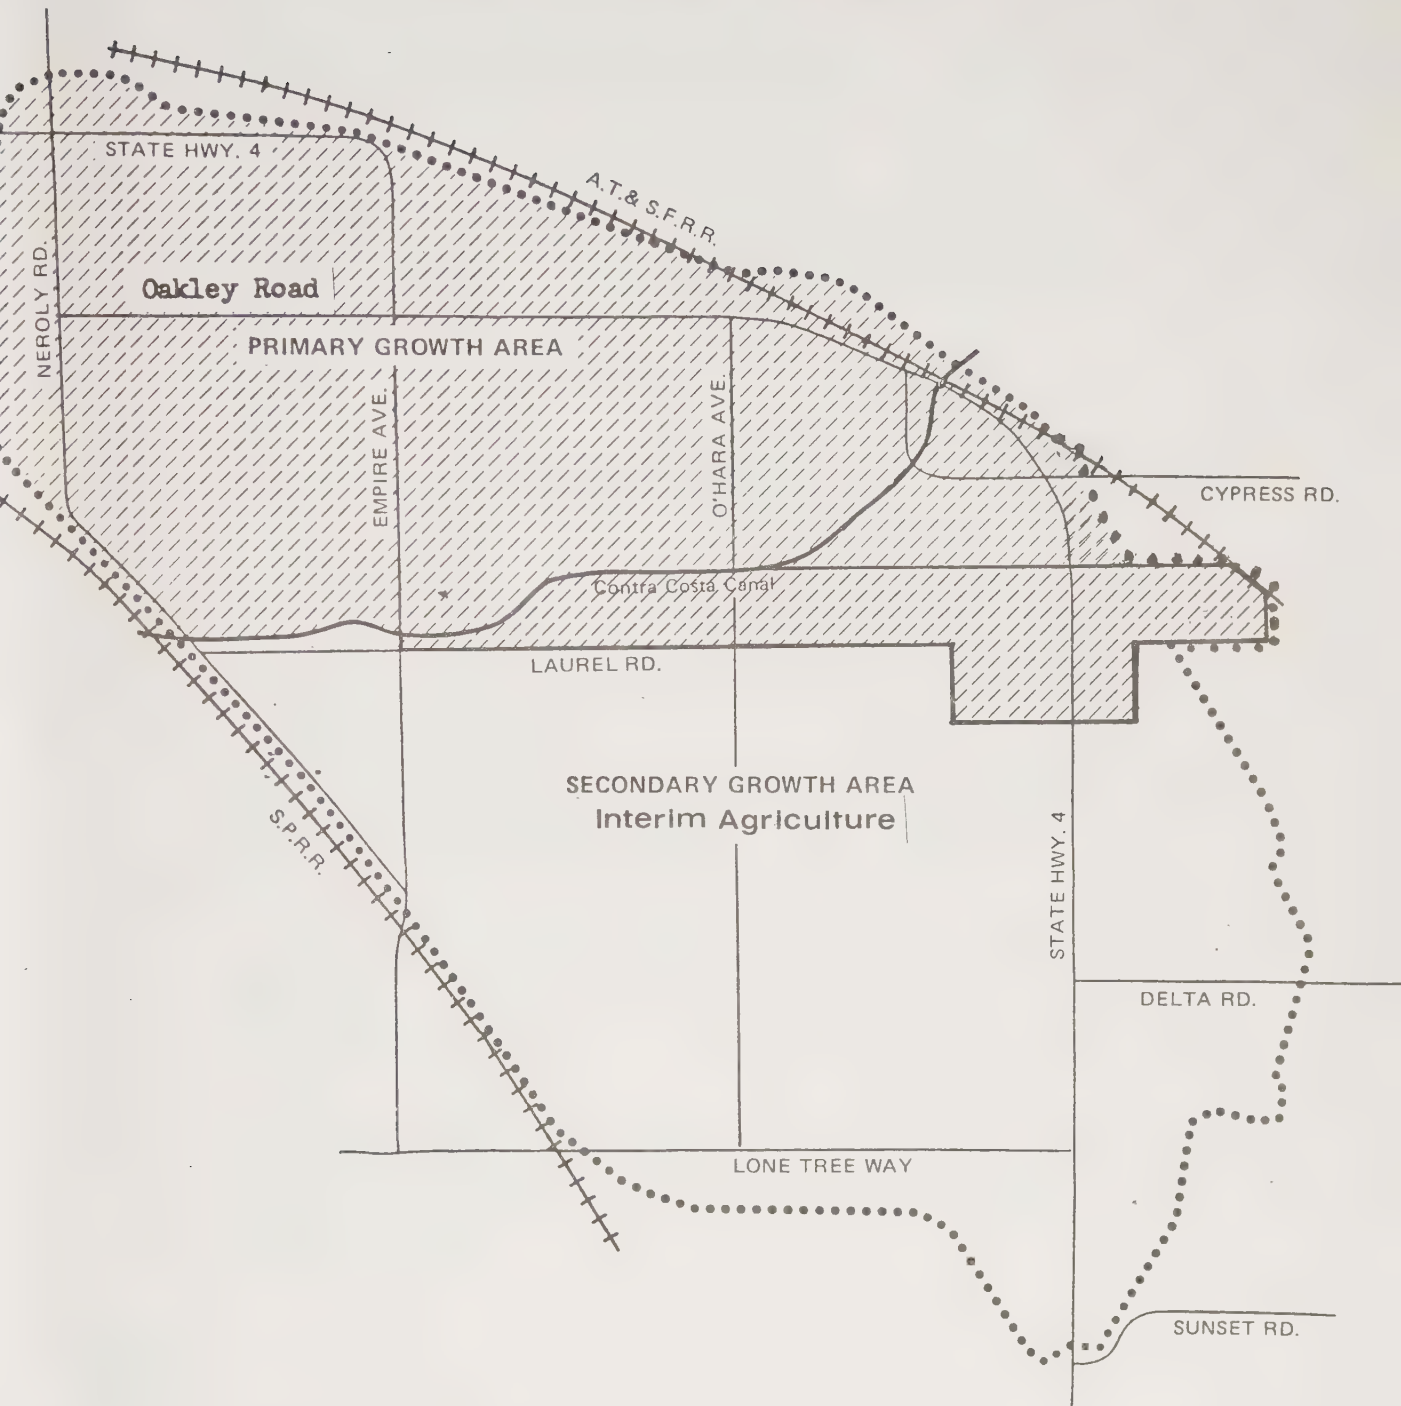 STATE HWY. 4
A.T.& S.F.R.R.
NEROLY RD.
Oakley Road
PRIMARY GROWTH AREA
EMPIRE AVE.
O'HARA AVE.
CYPRESS RD.
Contra Costa Canal
LAUREL RD.
SECONDARY GROWTH AREA
Interim Agriculture
S.P.R.R.
STATE HWY. 4
DELTA RD.
LONE TREE WAY
SUNSET RD.